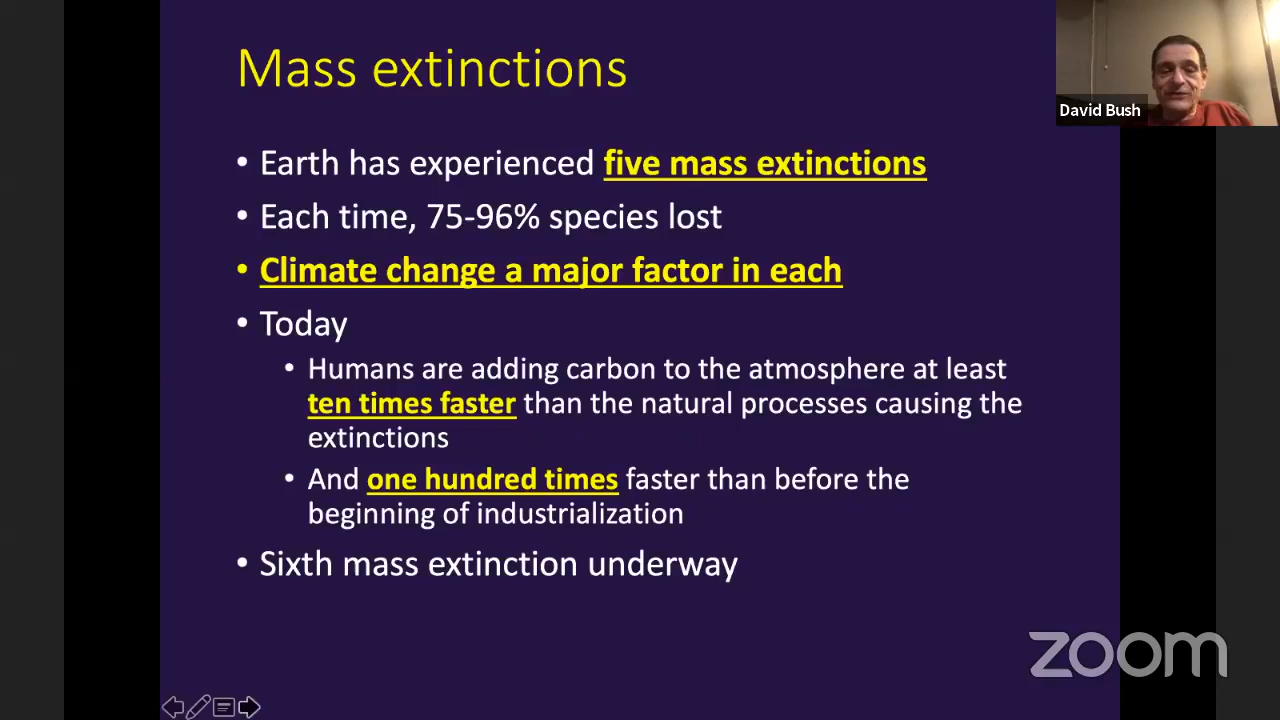 Mass extinctions
David Bush
• Earth has experienced five mass extinctions
• Each time, 75-96% species lost
• Climate change a major factor in each
• Today
• Humans are adding carbon to the atmosphere at least
ten times faster than the natural processes causing the
extinctions
• And one hundred times faster than before the
beginning of industrialization
• Sixth mass extinction underway
zoom